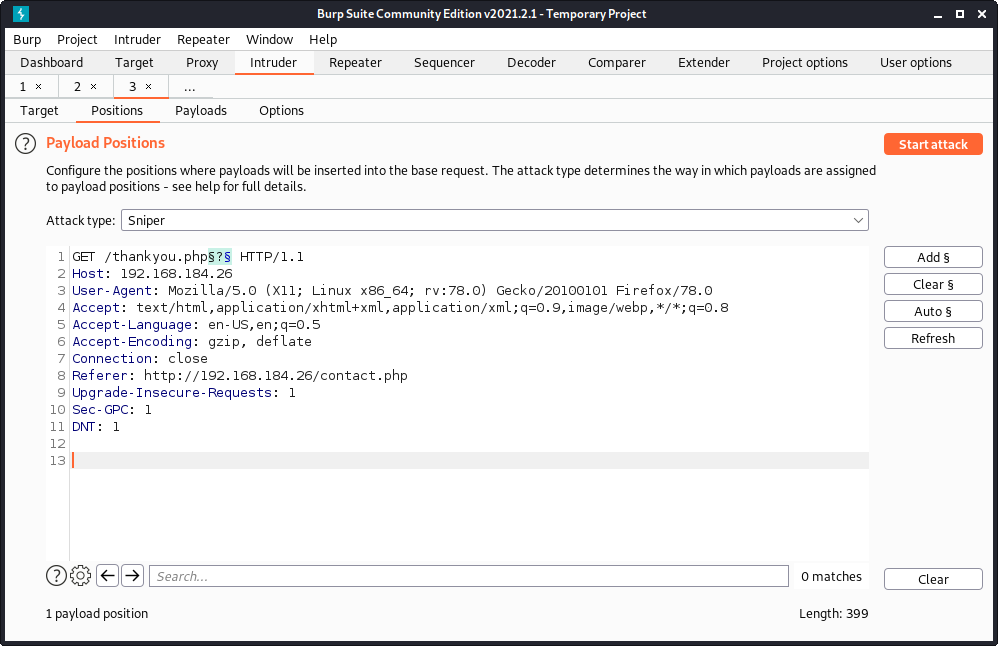 Burp Suite Community Edition v2021.2.1 - Temporary Project
Burp Project Intruder Repeater Window Help
Dashboard Target Proxy Intruder Repeater Sequencer Decoder Comparer Extender Project options User options
1 × 2 × 3 × ...
Target Positions Payloads Options
? Payload Positions Start attack
Configure the positions where payloads will be inserted into the base request. The attack type determines the way in which payloads are assigned
to payload positions - see help for full details.
Attack type: Sniper
1 GET /thankyou.php§?§ HTTP/1.1 Add §
2 Host: 192.168.184.26
3 User-Agent: Mozilla/5.0 (X11; Linux x86_64; rv:78.0) Gecko/20100101 Firefox/78.0 Clear §
4 Accept: text/html,application/xhtml+xml,application/xml;q=0.9,image/webp,*/*;q=0.8 Auto §
5 Accept-Language: en-US,en;q=0.5
6 Accept-Encoding: gzip, deflate Refresh
7 Connection: close
8 Referer: http://192.168.184.26/contact.php
9 Upgrade-Insecure-Requests: 1
10 Sec-GPC: 1
11 DNT: 1
12
13
? Search... 0 matches Clear
1 payload position Length: 399